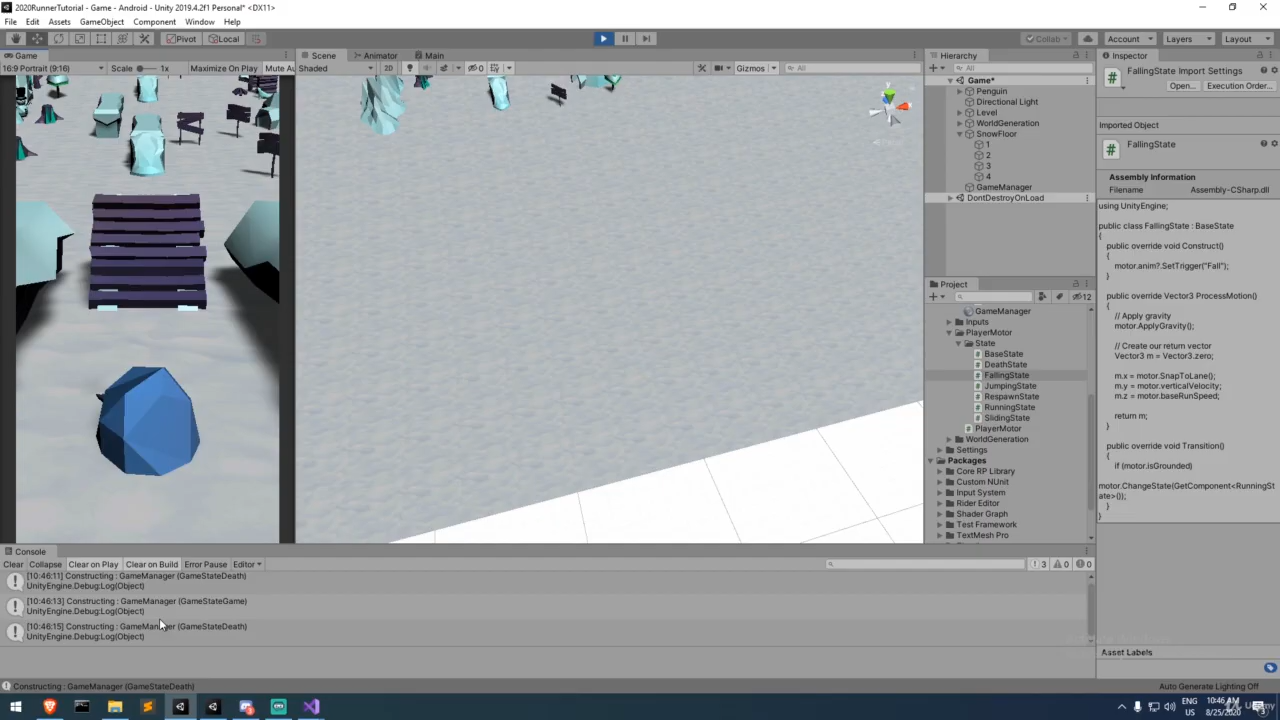 2020RunnerTutorial - Game - Android - Unity 2019.4.2f1 Personal* <DX11>
File Edit Assets GameObject Component Window Help
Pivot Local Collab Account Layers Layout
Game Scene Animator Main Hierarchy Inspector
16:9 Portrait (9:16) Scale 1x Maximize On Play Mute Au Shaded 2D 0 Gizmos All All
FallingState Import Settings
Open... Execution Order...
Imported Object
FallingState
Assembly Information
Filename Assembly-CSharp.dll
using UnityEngine;
public class FallingState : BaseState
{
public override void Construct()
{
motor.anim?.SetTrigger("Fall");
}
public override Vector3 ProcessMotion()
{
// Apply gravity
motor.ApplyGravity();
// Create our return vector
Vector3 m = Vector3.zero;
m.x = motor.SnapToLane();
m.y = motor.verticalVelocity;
m.z = motor.baseRunSpeed;
return m;
}
public override void Transition()
{
if (motor.isGrounded)
motor.ChangeState(GetComponent<RunningSt
ate>());
}
}
Asset Labels
Game*
Penguin
Directional Light
Level
WorldGeneration
SnowFloor
1
2
3
4
GameManager
DontDestroyOnLoad
Project
12
GameManager
Inputs
PlayerMotor
State
BaseState
DeathState
FallingState
JumpingState
RespawnState
RunningState
SlidingState
PlayerMotor
WorldGeneration
Settings
Packages
Core RP Library
Custom NUnit
Input System
Rider Editor
Shader Graph
Test Framework
TextMesh Pro
Console
Clear Collapse Clear on Play Clear on Build Error Pause Editor 3 0 0
[10:46:11] Constructing : GameManager (GameStateDeath)
UnityEngine.Debug:Log(Object)
[10:46:13] Constructing : GameManager (GameStateGame)
UnityEngine.Debug:Log(Object)
[10:46:15] Constructing : GameManager (GameStateDeath)
UnityEngine.Debug:Log(Object)
Constructing : GameManager (GameStateDeath)
Auto Generate Lighting Off
ENG
US
10:46 AM
8/25/2020